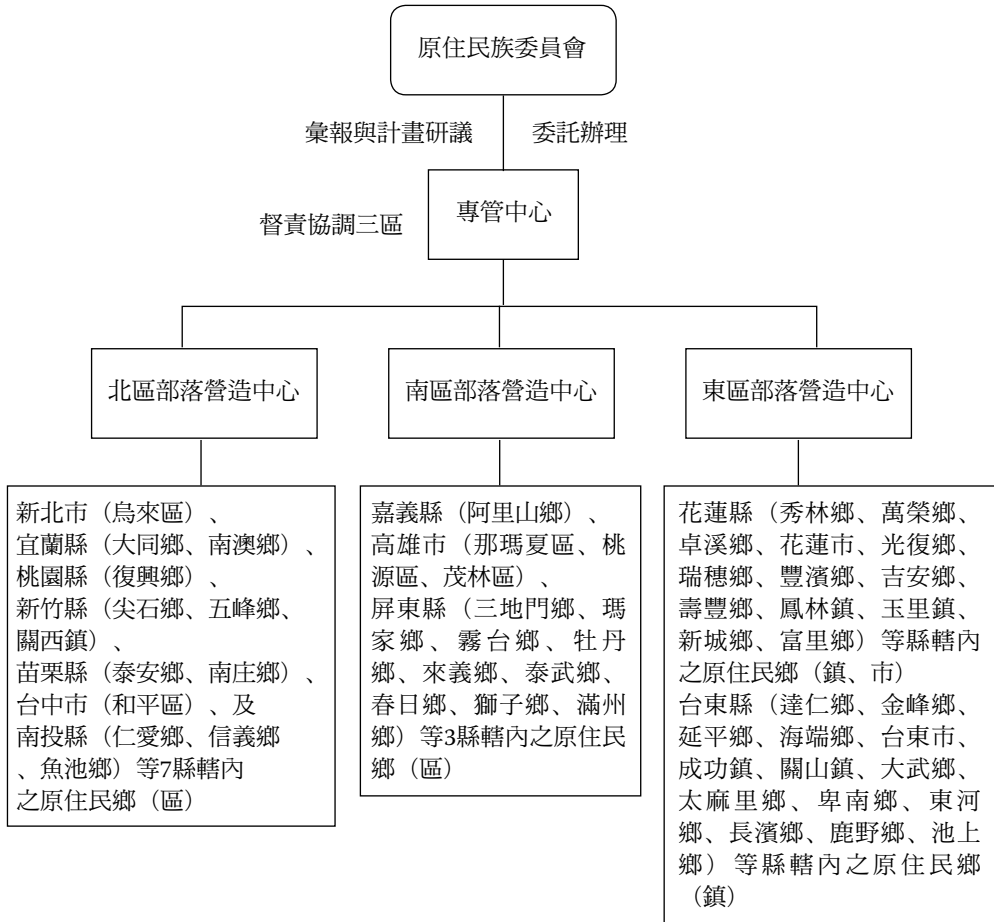 原住民族委員會
彙報與計畫研議
委託辦理
專管中心
督責協調三區
北區部落營造中心
南區部落營造中心
東區部落營造中心
新北市（烏來區）、
宜蘭縣（大同鄉、南澳鄉）、
桃園縣（復興鄉）、
新竹縣（尖石鄉、五峰鄉、
關西鎮）、
苗栗縣（泰安鄉、南庄鄉）、
台中市（和平區）、及
南投縣（仁愛鄉、信義鄉
、魚池鄉）等7縣轄內
之原住民鄉（區）
嘉義縣（阿里山鄉）、
高雄市（那瑪夏區、桃
源區、茂林區）、
屏東縣（三地門鄉、瑪
家鄉、霧台鄉、牡丹
鄉、來義鄉、泰武鄉、
春日鄉、獅子鄉、滿州
鄉）等3縣轄內之原住民
鄉（區）
花蓮縣（秀林鄉、萬榮鄉、
卓溪鄉、花蓮市、光復鄉、
瑞穗鄉、豐濱鄉、吉安鄉、
壽豐鄉、鳳林鎮、玉里鎮、
新城鄉、富里鄉）等縣轄內
之原住民鄉（鎮、市）
台東縣（達仁鄉、金峰鄉、
延平鄉、海端鄉、台東市、
成功鎮、關山鎮、大武鄉、
太麻里鄉、卑南鄉、東河
鄉、長濱鄉、鹿野鄉、池上
鄉）等縣轄內之原住民鄉
（鎮）